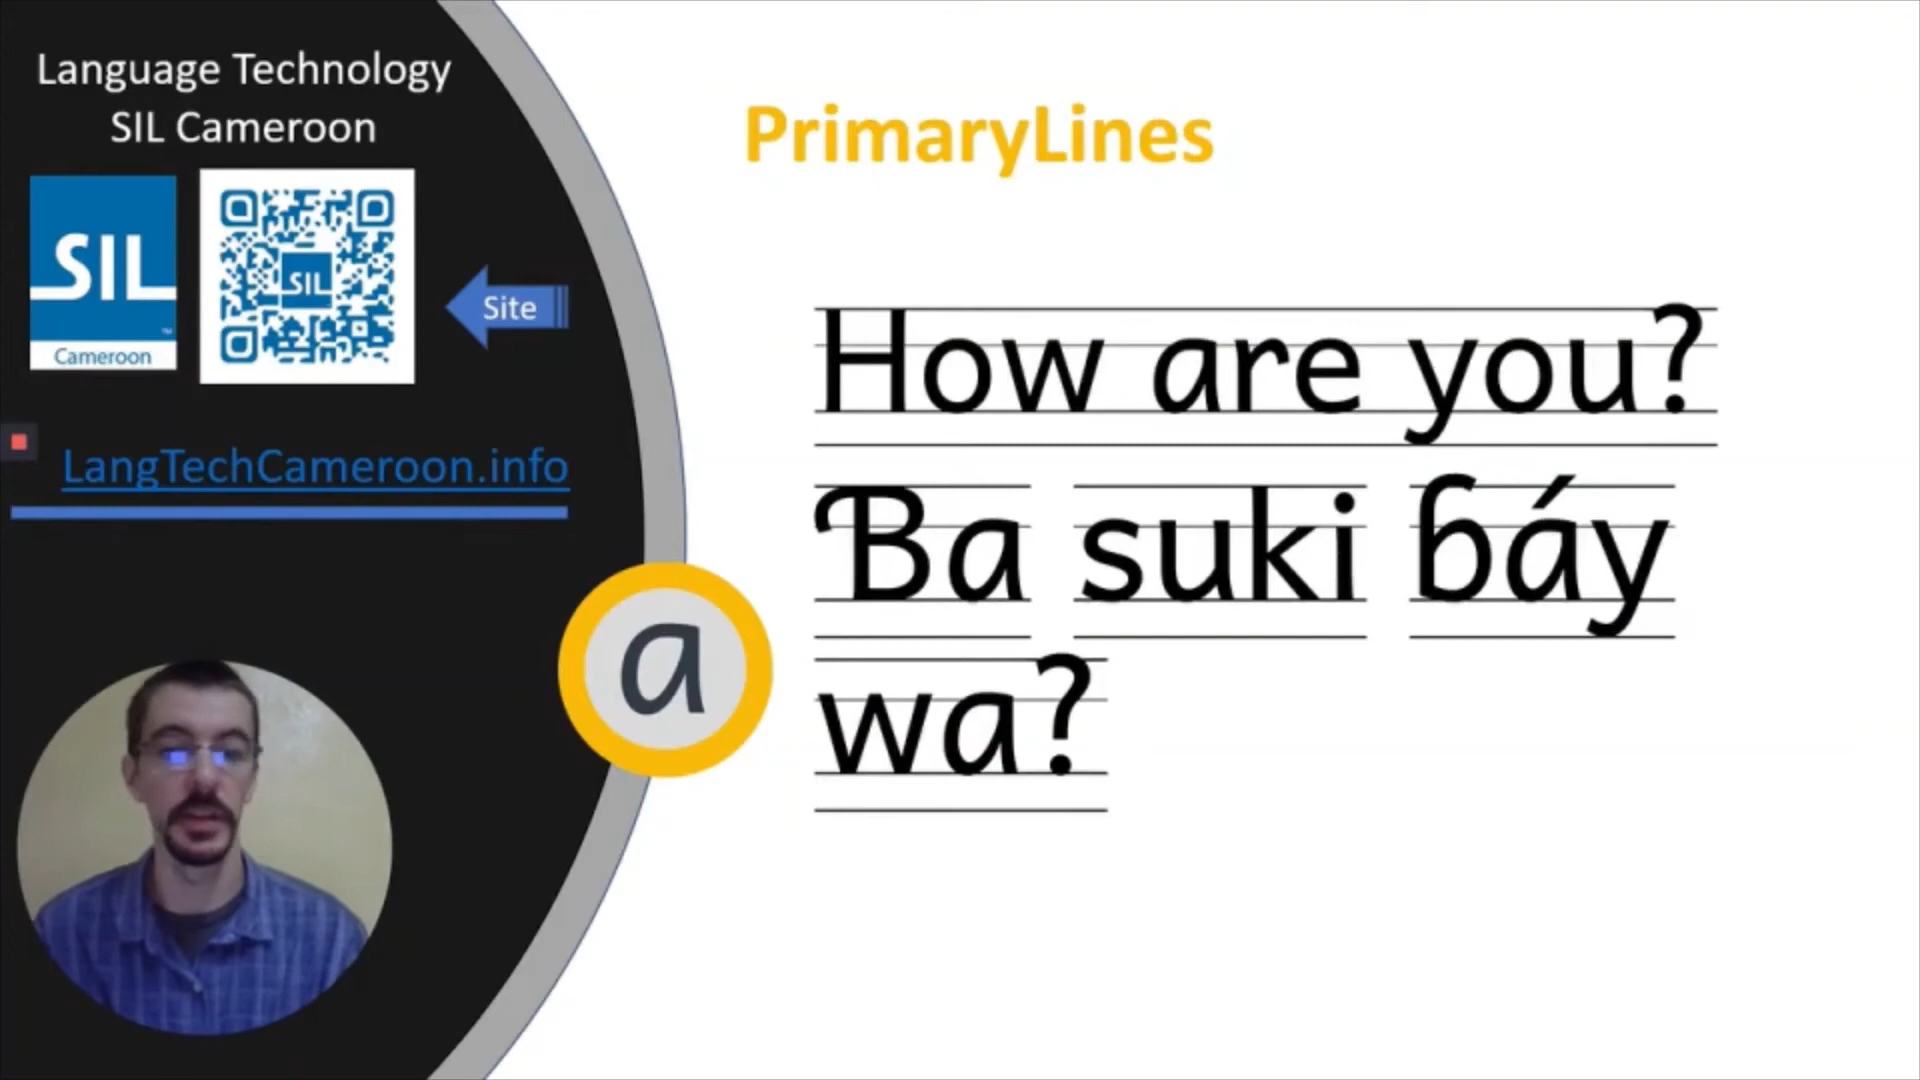 Language Technology
SIL Cameroon
SIL
Cameroon
SIL
Site
LangTechCameroon.info
PrimaryLines
How are you?
Ɓa suki ɓáy
wa?
a